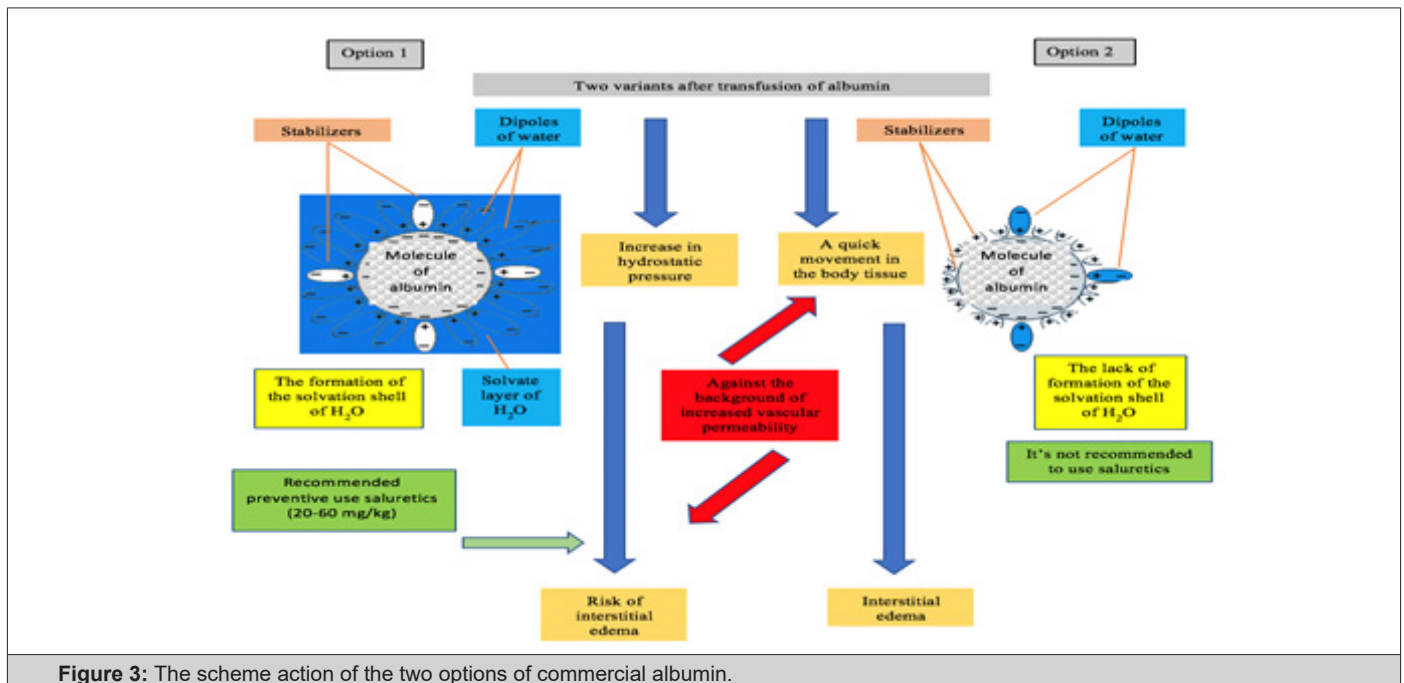 Option 1
Option 2
Two variants after transfusion of albumin
Stabilizers
Dipoles
of water
Stabilizers
Dipoles
of water
Molecule
of
albumin
Increase in
hydrostatic
pressure
A quick
movement in
the body tissue
Molecule
of
albumin
The formation of
the solvation shell
of H₂O
Solvate
layer of
H₂O
Against the
background of
increased vascular
permeability
The lack of
formation of the
solvation shell
of H₂O
It's not recommended
to use saluretics
Recommended
preventive use saluretics
(20-60 mg/kg)
Risk of
interstitial
edema
Interstitial
edema
Figure 3: The scheme action of the two options of commercial albumin.